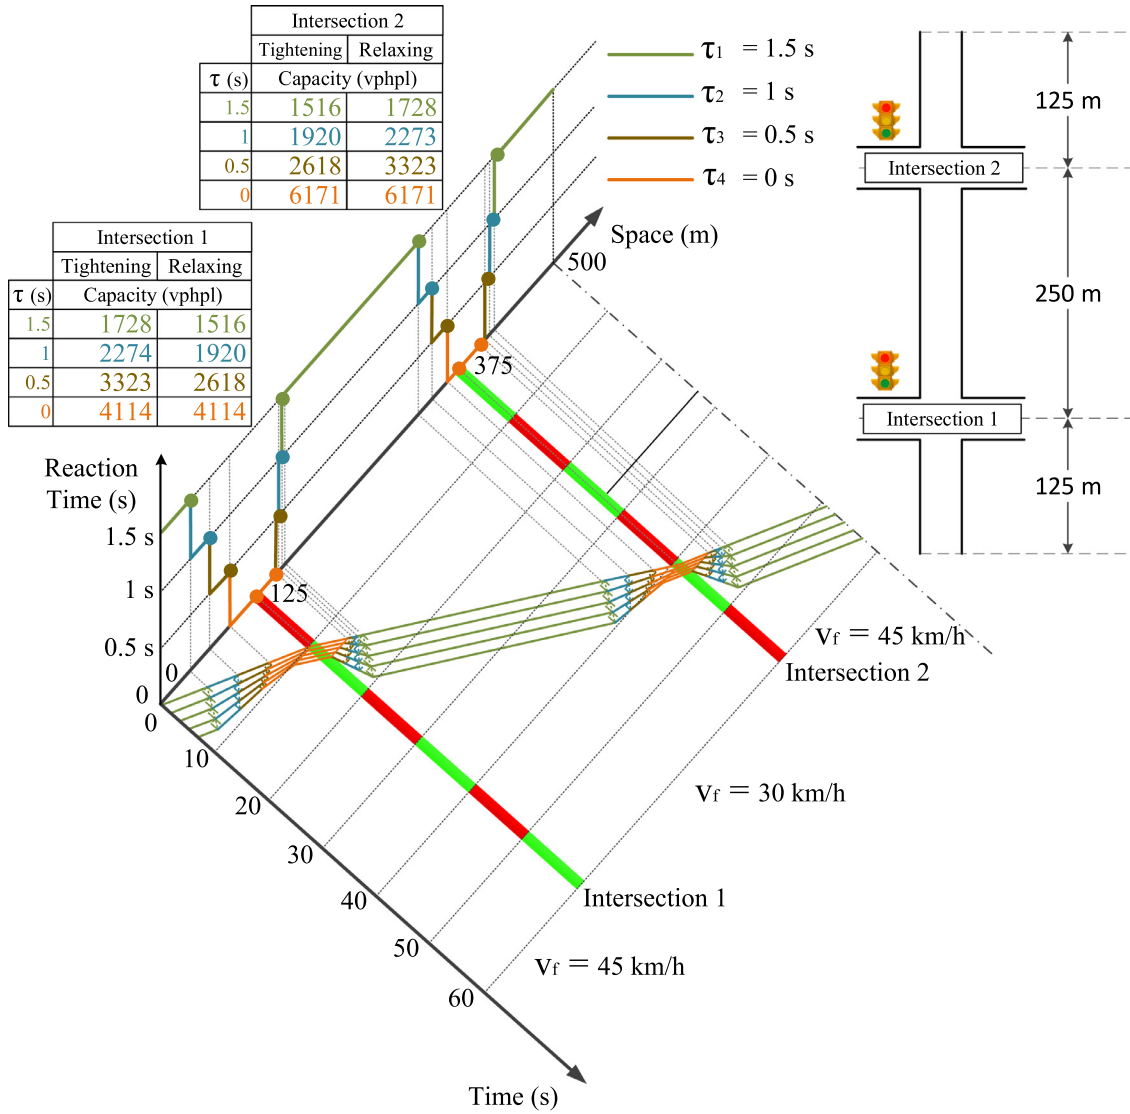 Intersection 2
Tightening Relaxing
τ (s) Capacity (vphpl)
1.5 1516 1728
1 1920 2273
0.5 2618 3323
0 6171 6171
Intersection 1
Tightening Relaxing
τ (s) Capacity (vphpl)
1.5 1728 1516
1 2274 1920
0.5 3323 2618
0 4114 4114
τ1 = 1.5 s
τ2 = 1 s
τ3 = 0.5 s
τ4 = 0 s
Space (m)
500
375
125
0
Reaction
Time (s)
1.5 s
1 s
0.5 s
0
0
10
20
30
40
50
60
Time (s)
Vf = 45 km/h
Intersection 2
Vf = 30 km/h
Intersection 1
Vf = 45 km/h
125 m
Intersection 2
250 m
Intersection 1
125 m